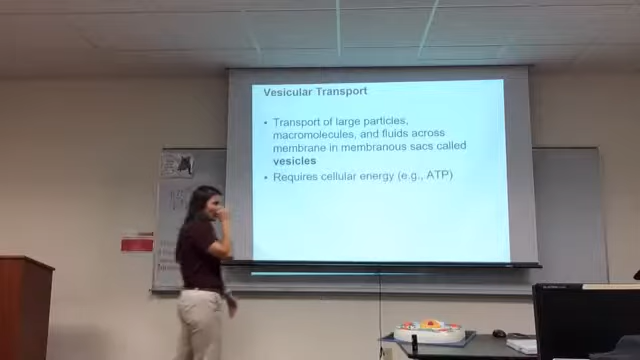 Vesicular Transport
• Transport of large particles,
macromolecules, and fluids across
membrane in membranous sacs called
vesicles
• Requires cellular energy (e.g., ATP)